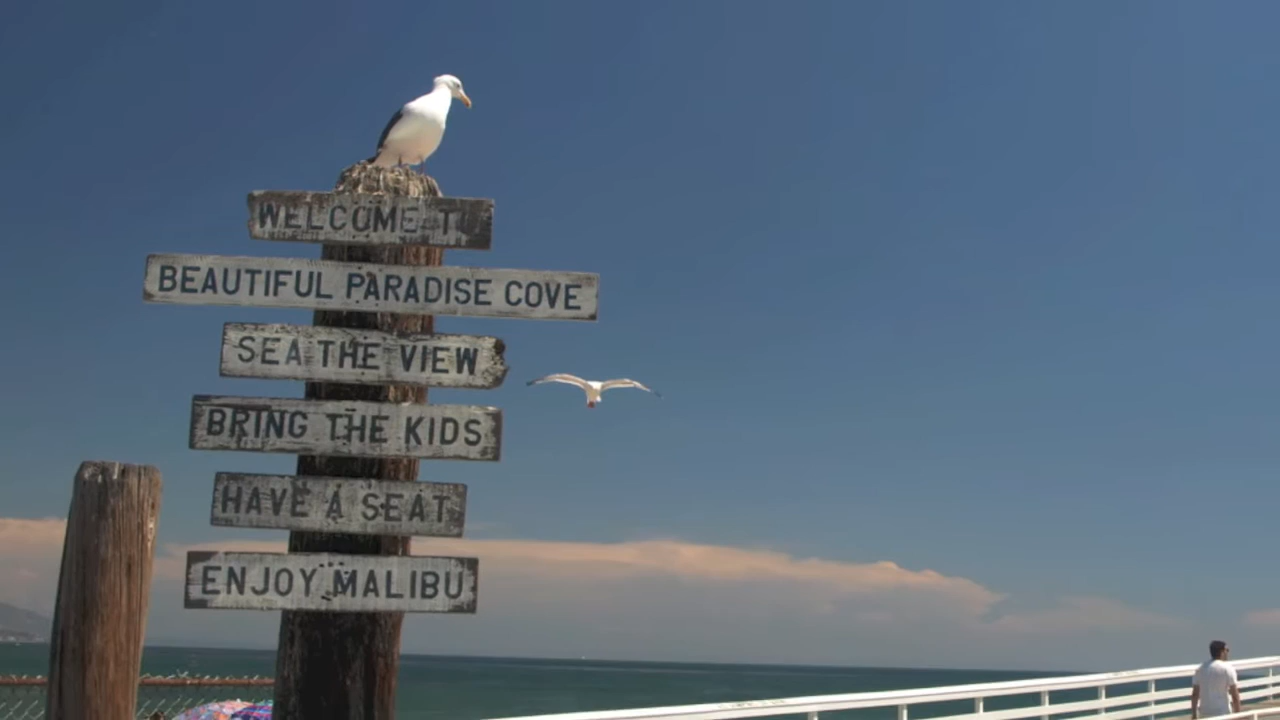 WELCOME T
BEAUTIFUL PARADISE COVE
SEA THE VIEW
BRING THE KIDS
HAVE A SEAT
ENJOY MALIBU